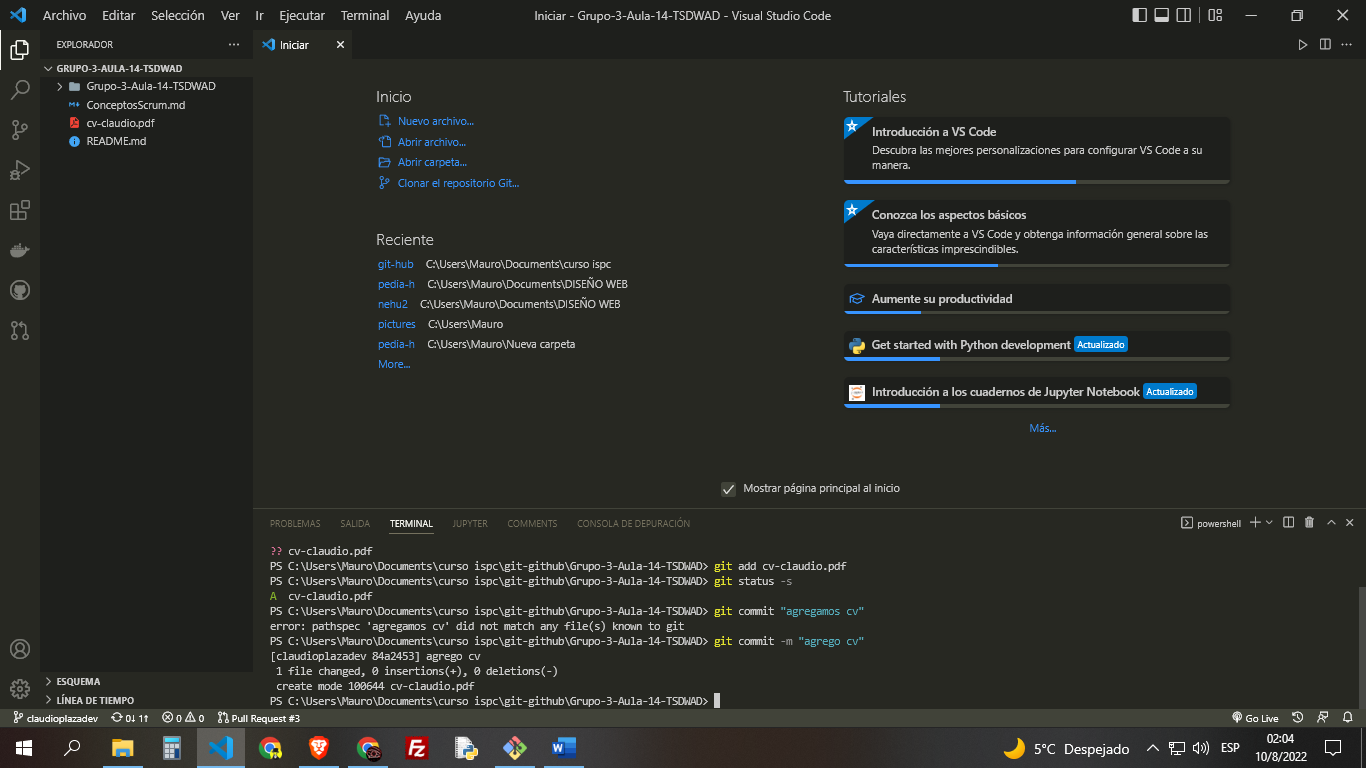 Archivo Editar Selección Ver Ir Ejecutar Terminal Ayuda
Iniciar - Grupo-3-Aula-14-TSDWAD - Visual Studio Code
EXPLORADOR
GRUPO-3-AULA-14-TSDWAD
Grupo-3-Aula-14-TSDWAD
ConceptosScrum.md
cv-claudio.pdf
README.md
ESQUEMA
LÍNEA DE TIEMPO
Iniciar
Inicio
Nuevo archivo...
Abrir archivo...
Abrir carpeta...
Clonar el repositorio Git...
Reciente
git-hub C:\Users\Mauro\Documents\curso ispc
pedia-h C:\Users\Mauro\Documents\DISEÑO WEB
nehu2 C:\Users\Mauro\Documents\DISEÑO WEB
pictures C:\Users\Mauro
pedia-h C:\Users\Mauro\Nueva carpeta
More...
Tutoriales
Introducción a VS Code
Descubra las mejores personalizaciones para configurar VS Code a su
manera.
Conozca los aspectos básicos
Vaya directamente a VS Code y obtenga información general sobre las
características imprescindibles.
Aumente su productividad
Get started with Python development Actualizado
Introducción a los cuadernos de Jupyter Notebook Actualizado
Más...
Mostrar página principal al inicio
PROBLEMAS SALIDA TERMINAL JUPYTER COMMENTS CONSOLA DE DEPURACIÓN
powershell
?? cv-claudio.pdf
PS C:\Users\Mauro\Documents\curso ispc\git-github\Grupo-3-Aula-14-TSDWAD> git add cv-claudio.pdf
PS C:\Users\Mauro\Documents\curso ispc\git-github\Grupo-3-Aula-14-TSDWAD> git status -s
A  cv-claudio.pdf
PS C:\Users\Mauro\Documents\curso ispc\git-github\Grupo-3-Aula-14-TSDWAD> git commit "agregamos cv"
error: pathspec 'agregamos cv' did not match any file(s) known to git
PS C:\Users\Mauro\Documents\curso ispc\git-github\Grupo-3-Aula-14-TSDWAD> git commit -m "agrego cv"
[claudioplazadev 84a2453] agrego cv
1 file changed, 0 insertions(+), 0 deletions(-)
create mode 100644 cv-claudio.pdf
PS C:\Users\Mauro\Documents\curso ispc\git-github\Grupo-3-Aula-14-TSDWAD>
claudioplazadev 0↓ 1↑ 0 0 Pull Request #3
Go Live
5°C Despejado
ESP
02:04
10/8/2022